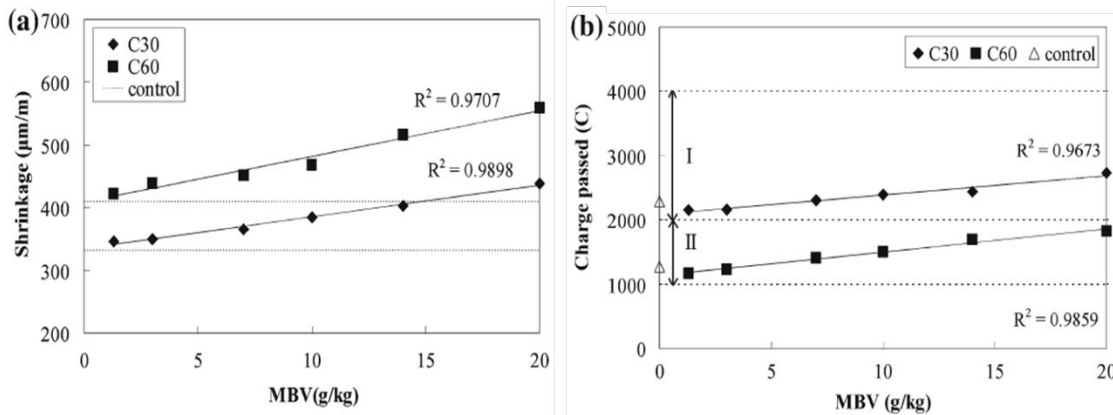 (a)
700
600
500
400
300
200
Shrinkage (µm/m)
C30
C60
control
R² = 0.9707
R² = 0.9898
0 5 10 15 20
MBV(g/kg)
(b)
5000
4000
3000
2000
1000
0
Charge passed (C)
C30 C60 control
I
II
R² = 0.9673
R² = 0.9859
0 5 10 15 20
MBV (g/kg)